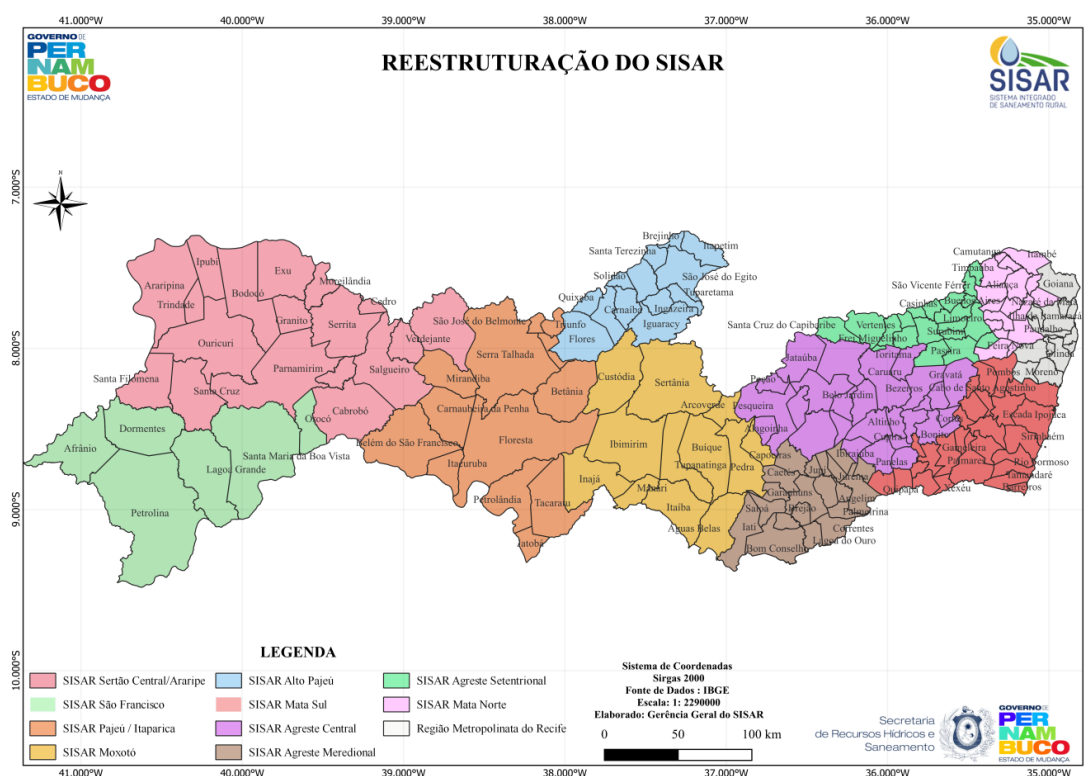 41.000°W 40.000°W 39.000°W 38.000°W 37.000°W 36.000°W 35.000°W
GOVERNO DE
PER
NAM
BUCO
ESTADO DE MUDANÇA
REESTRUTURAÇÃO DO SISAR
SISAR
SISTEMA INTEGRADO
DE SANEAMENTO RURAL
7.000°S
8.000°S
9.000°S
10.000°S
N
Brejinho
Itapetim
Santa Terezinha
São José do Egito
Solidão
Tuparetama
Quixaba
Carnaíba
Ingazeira
Iguaracy
Triunfo
Flores
Ipubi
Exu
Araripina
Moreilândia
Trindade
Bodocó
Cedro
Granito
Serrita
São José do Belmonte
Verdejante
Ouricuri
Serra Talhada
Parnamirim
Salgueiro
Mirandiba
Santa Filomena
Santa Cruz
Betânia
Cabrobó
Carnaubeira da Penha
Orocó
Dormentes
Belém do São Francisco
Floresta
Afrânio
Santa Maria da Boa Vista
Lagoa Grande
Itacuruba
Petrolina
Petrolândia
Tacaratu
Jatobá
Custódia
Sertânia
Arcoverde
Ibimirim
Buíque
Tupanatinga
Pedra
Inajá
Manari
Itaíba
Águas Belas
Camutanga
Itambé
Timbaúba
São Vicente Férrer
Aliança
Goiana
Casinhas
Buenos Aires
Nazaré da Mata
Limoeiro
Ilha de Itamaracá
Santa Cruz do Capibaribe
Vertentes
Surubim
Paudalho
Frei Miguelinho
Feira Nova
Olinda
Jataúba
Toritama
Passira
Poção
Caruaru
Gravatá
Pombos
Moreno
Bezerros
Cabo de Santo Agostinho
Pesqueira
Belo Jardim
Altinho
Cortês
Escada
Ipojuca
Alagoinha
Cupira
Bonito
Sirinhaém
Capoeiras
Ibirajuba
Gameleira
Caetés
Jupi
Panelas
Palmares
Rio Formoso
Jurema
Tamandaré
Garanhuns
Quipapá
Xexéu
Barreiros
Angelim
Saloá
Brejão
Palmeirina
Iati
Correntes
Lagoa do Ouro
Bom Conselho
LEGENDA
SISAR Sertão Central/Araripe
SISAR São Francisco
SISAR Pajeú / Itaparica
SISAR Moxotó
SISAR Alto Pajeú
SISAR Mata Sul
SISAR Agreste Central
SISAR Agreste Meredional
SISAR Agreste Setentrional
SISAR Mata Norte
Região Metropolinata do Recife
Sistema de Coordenadas
Sirgas 2000
Fonte de Dados : IBGE
Escala: 1: 2290000
Elaborado: Gerência Geral do SISAR
0 50 100 km
Secretaria
de Recursos Hídricos e
Saneamento
GOVERNO DE
PER
NAM
BUCO
ESTADO DE MUDANÇA
41.000°W 40.000°W 39.000°W 38.000°W 37.000°W 36.000°W 35.000°W